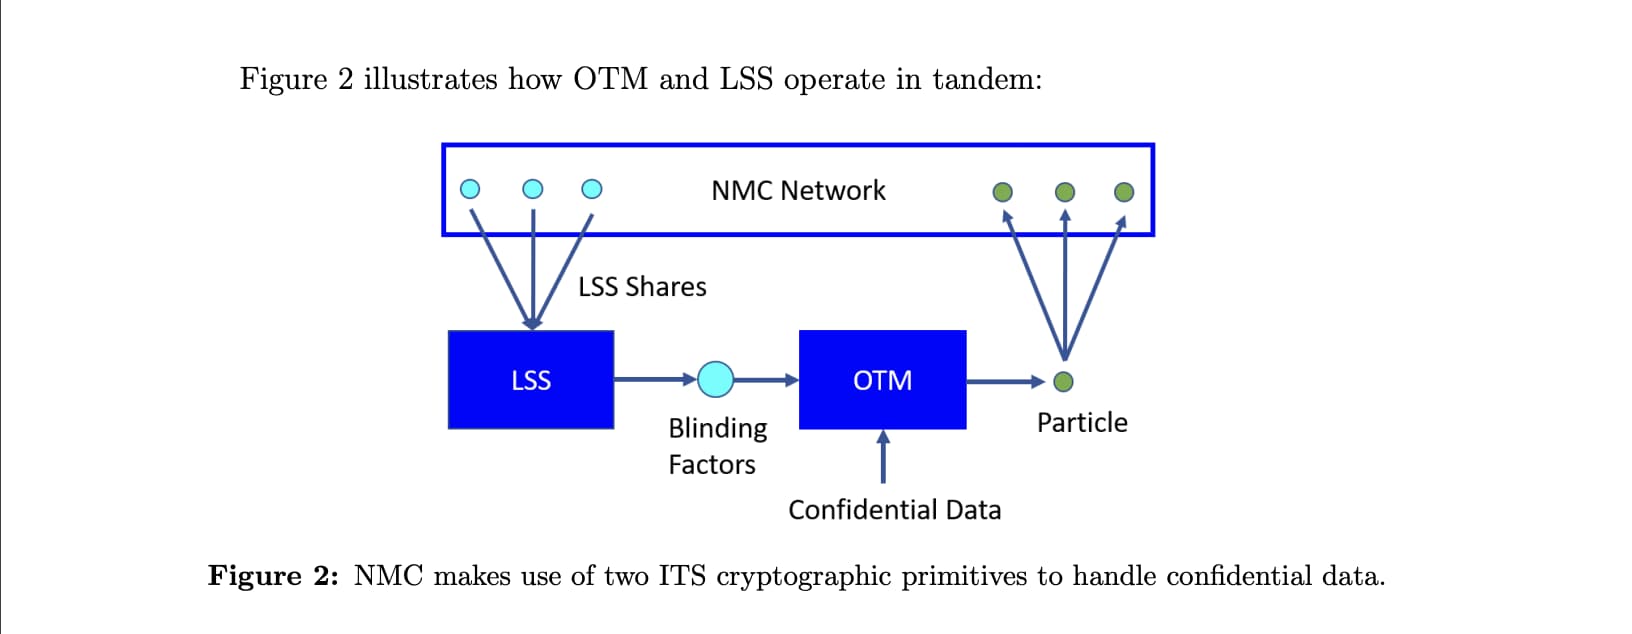 Figure 2 illustrates how OTM and LSS operate in tandem:
NMC Network
LSS Shares
LSS
OTM
Blinding
Factors
Particle
Confidential Data
Figure 2: NMC makes use of two ITS cryptographic primitives to handle confidential data.